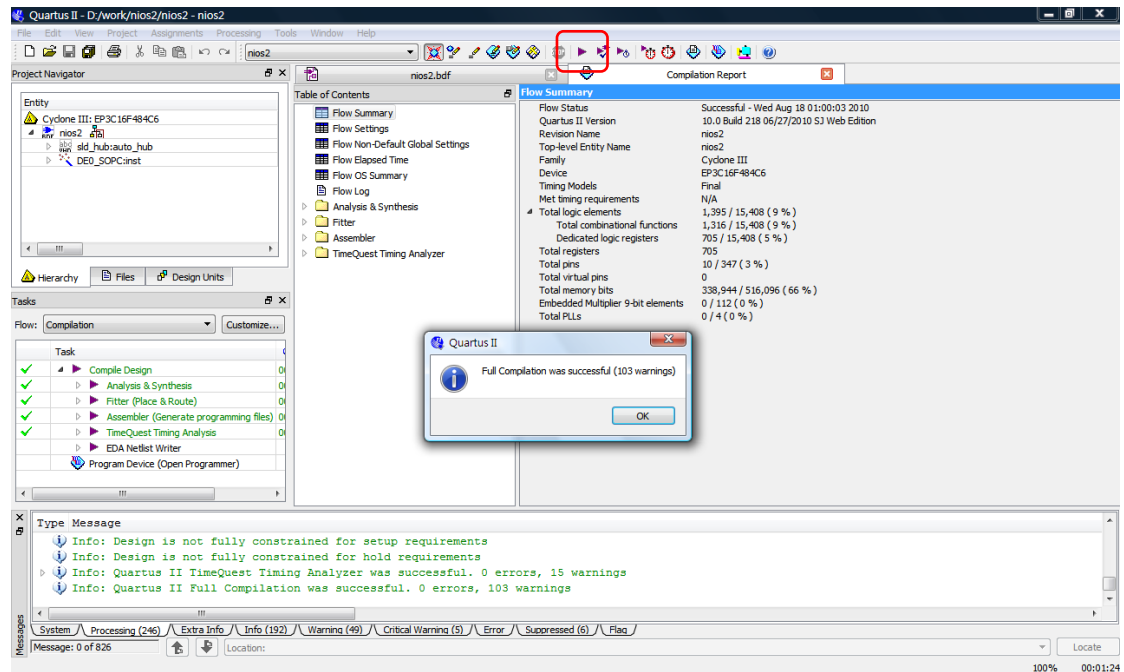 Quartus II - D:/work/nios2/nios2 - nios2
File Edit View Project Assignments Processing Tools Window Help
nios2
Project Navigator
Entity
Cyclone III: EP3C16F484C6
nios2
sld_hub:auto_hub
DE0_SOPC:inst
Hierarchy Files Design Units
Tasks
Flow: Compilation Customize...
Task
Compile Design
Analysis & Synthesis
Fitter (Place & Route)
Assembler (Generate programming files)
TimeQuest Timing Analysis
EDA Netlist Writer
Program Device (Open Programmer)
nios2.bdf Compilation Report
Table of Contents
Flow Summary
Flow Settings
Flow Non-Default Global Settings
Flow Elapsed Time
Flow OS Summary
Flow Log
Analysis & Synthesis
Fitter
Assembler
TimeQuest Timing Analyzer
Flow Summary
Flow Status Successful - Wed Aug 18 01:00:03 2010
Quartus II Version 10.0 Build 218 06/27/2010 SJ Web Edition
Revision Name nios2
Top-level Entity Name nios2
Family Cyclone III
Device EP3C16F484C6
Timing Models Final
Met timing requirements N/A
Total logic elements 1,395 / 15,408 ( 9 % )
Total combinational functions 1,316 / 15,408 ( 9 % )
Dedicated logic registers 705 / 15,408 ( 5 % )
Total registers 705
Total pins 10 / 347 ( 3 % )
Total virtual pins 0
Total memory bits 338,944 / 516,096 ( 66 % )
Embedded Multiplier 9-bit elements 0 / 112 ( 0 % )
Total PLLs 0 / 4 ( 0 % )
Quartus II
Full Compilation was successful (103 warnings)
OK
Type Message
Info: Design is not fully constrained for setup requirements
Info: Design is not fully constrained for hold requirements
Info: Quartus II TimeQuest Timing Analyzer was successful. 0 errors, 15 warnings
Info: Quartus II Full Compilation was successful. 0 errors, 103 warnings
System Processing (246) Extra Info Info (192) Warning (49) Critical Warning (5) Error Suppressed (6) Flag
Messages
Message: 0 of 826 Location: Locate
100% 00:01:24